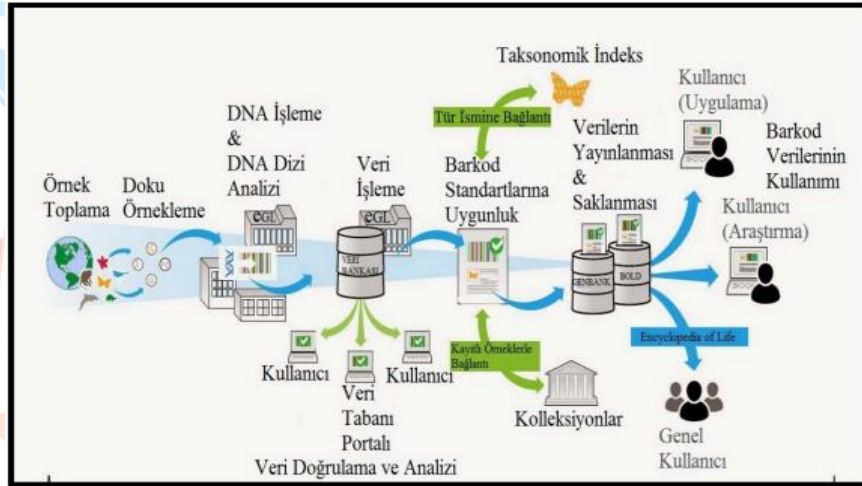 Taksonomik İndeks
Tür İsmine Bağlantı
Kullanıcı
(Uygulama)
DNA İşleme
&
DNA Dizi
Analizi
Veri
İşleme
Barkod
Standartlarına
Uygunluk
Verilerin
Yayınlanması
&
Saklanması
Barkod
Verilerinin
Kullanımı
Örnek
Toplama
Doku
Örnekleme
eGL
eGL
Kullanıcı
(Araştırma)
VERİ
BANKASI
GENBANK
BOLD
Kullanıcı
Kullanıcı
Veri
Tabanı
Portalı
Veri Doğrulama ve Analizi
Kayıtlı Örneklerle
Bağlantı
Kolleksiyonlar
Encyclopedia of Life
Genel
Kullanıcı